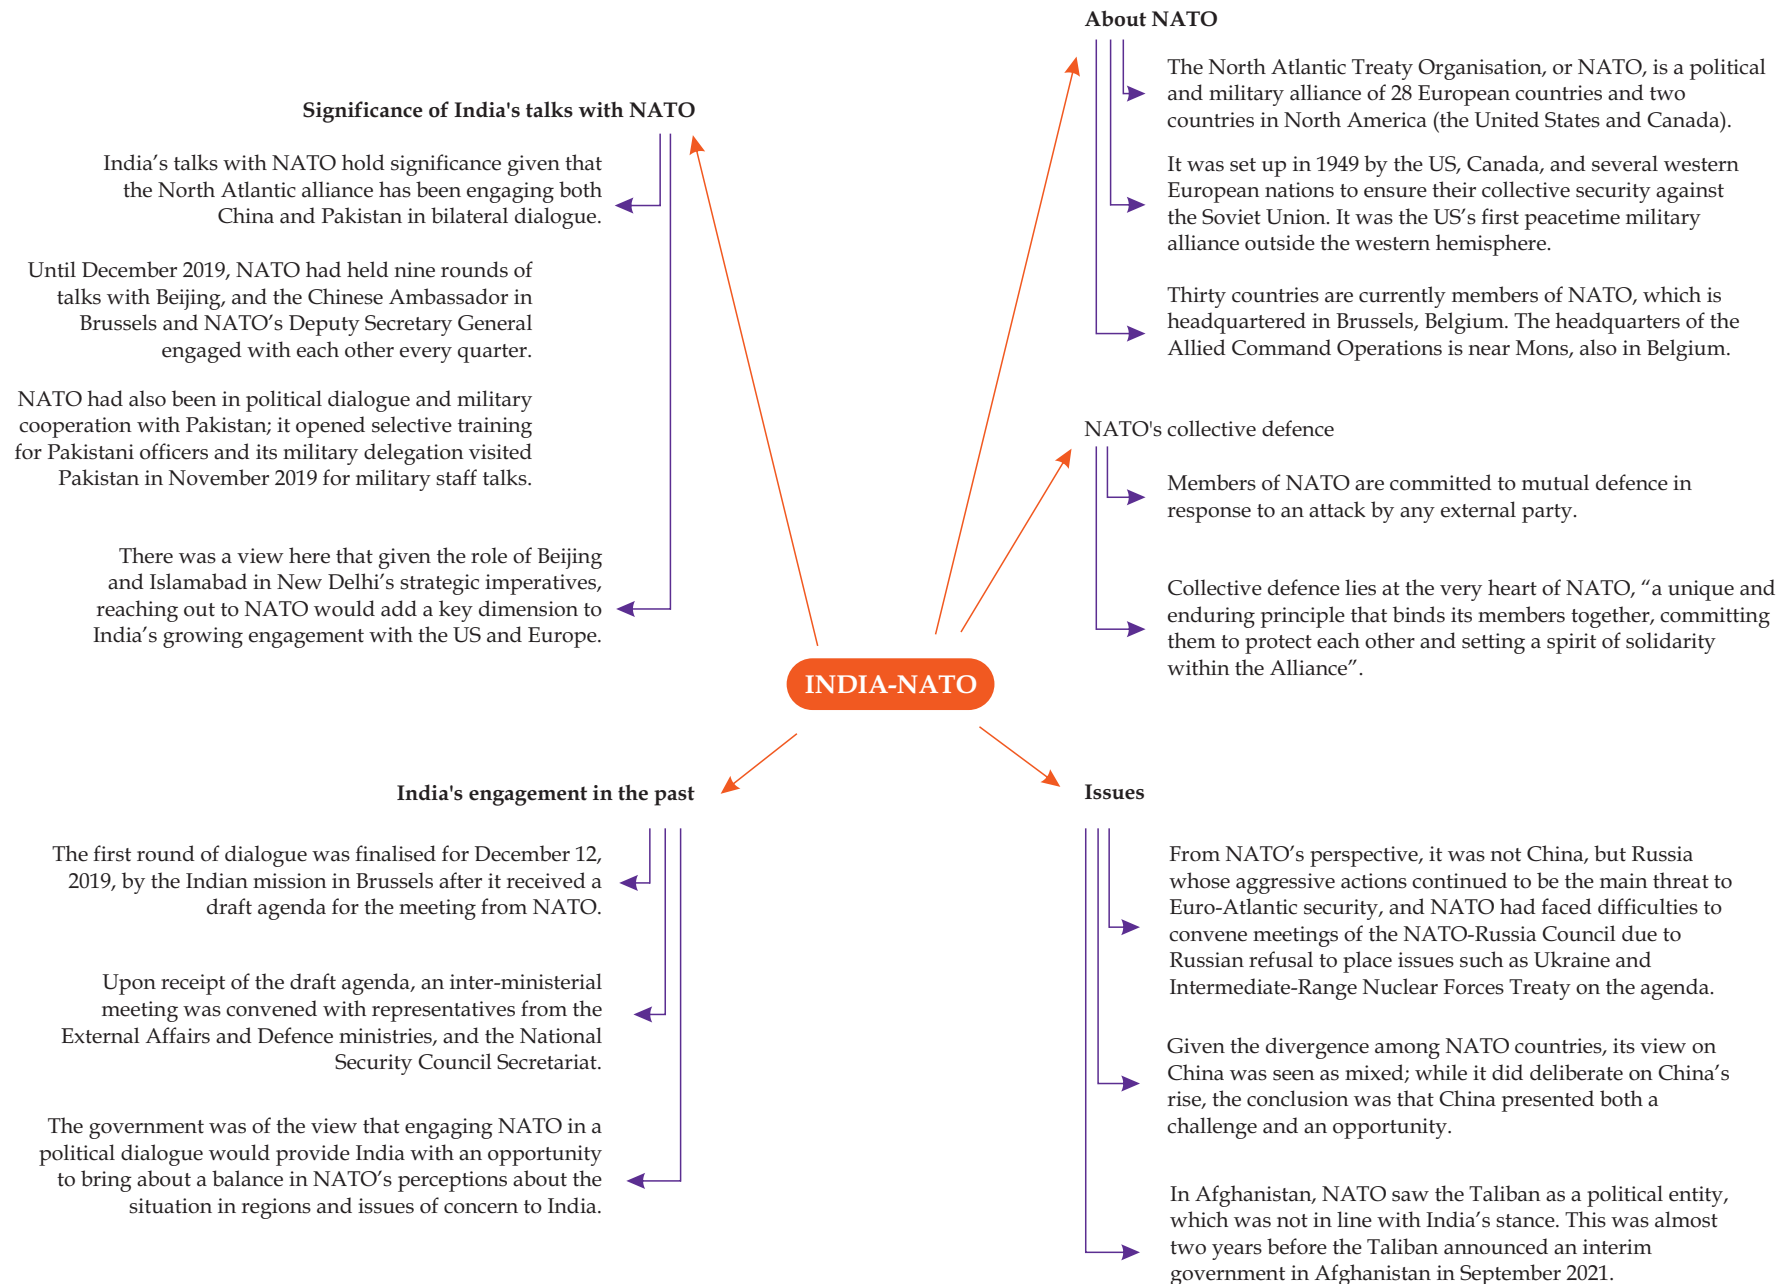 About NATO
The North Atlantic Treaty Organisation, or NATO, is a political
and military alliance of 28 European countries and two
countries in North America (the United States and Canada).
It was set up in 1949 by the US, Canada, and several western
European nations to ensure their collective security against
the Soviet Union. It was the US’s first peacetime military
alliance outside the western hemisphere.
Thirty countries are currently members of NATO, which is
headquartered in Brussels, Belgium. The headquarters of the
Allied Command Operations is near Mons, also in Belgium.
Significance of India's talks with NATO
India’s talks with NATO hold significance given that
the North Atlantic alliance has been engaging both
China and Pakistan in bilateral dialogue.
Until December 2019, NATO had held nine rounds of
talks with Beijing, and the Chinese Ambassador in
Brussels and NATO’s Deputy Secretary General
engaged with each other every quarter.
NATO had also been in political dialogue and military
cooperation with Pakistan; it opened selective training
for Pakistani officers and its military delegation visited
Pakistan in November 2019 for military staff talks.
There was a view here that given the role of Beijing
and Islamabad in New Delhi’s strategic imperatives,
reaching out to NATO would add a key dimension to
India’s growing engagement with the US and Europe.
NATO's collective defence
Members of NATO are committed to mutual defence in
response to an attack by any external party.
Collective defence lies at the very heart of NATO, “a unique and
enduring principle that binds its members together, committing
them to protect each other and setting a spirit of solidarity
within the Alliance”.
INDIA-NATO
India's engagement in the past
The first round of dialogue was finalised for December 12,
2019, by the Indian mission in Brussels after it received a
draft agenda for the meeting from NATO.
Upon receipt of the draft agenda, an inter-ministerial
meeting was convened with representatives from the
External Affairs and Defence ministries, and the National
Security Council Secretariat.
The government was of the view that engaging NATO in a
political dialogue would provide India with an opportunity
to bring about a balance in NATO’s perceptions about the
situation in regions and issues of concern to India.
Issues
From NATO’s perspective, it was not China, but Russia
whose aggressive actions continued to be the main threat to
Euro-Atlantic security, and NATO had faced difficulties to
convene meetings of the NATO-Russia Council due to
Russian refusal to place issues such as Ukraine and
Intermediate-Range Nuclear Forces Treaty on the agenda.
Given the divergence among NATO countries, its view on
China was seen as mixed; while it did deliberate on China’s
rise, the conclusion was that China presented both a
challenge and an opportunity.
In Afghanistan, NATO saw the Taliban as a political entity,
which was not in line with India’s stance. This was almost
two years before the Taliban announced an interim
government in Afghanistan in September 2021.